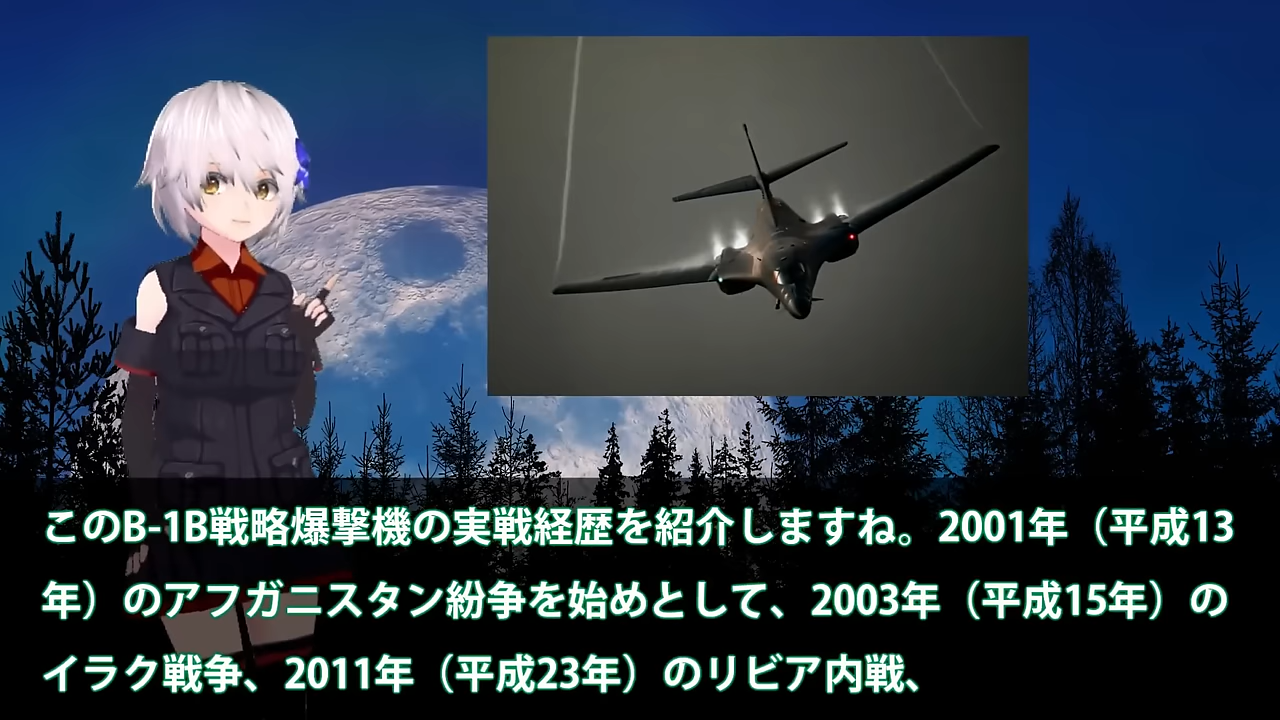 このB-1B戦略爆撃機の実戦経歴を紹介しますね。2001年（平成13
年）のアフガニスタン紛争を始めとして、2003年（平成15年）の
イラク戦争、2011年（平成23年）のリビア内戦、